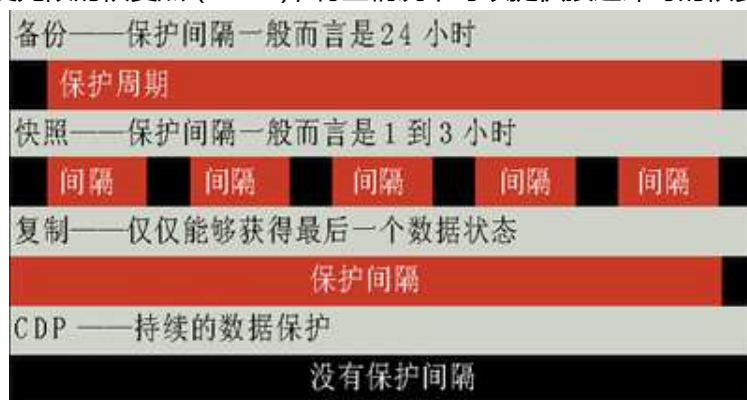 备份——保护间隔一般而言是24 小时
保护周期
快照——保护间隔一般而言是1 到3 小时
间隔 间隔 间隔 间隔 间隔
复制——仅仅能够获得最后一个数据状态
保护间隔
CDP ——持续的数据保护
没有保护间隔